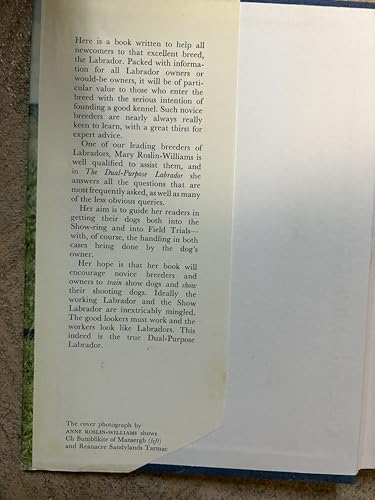 Here is a book written to help all
newcomers to that excellent breed,
the Labrador. Packed with informa-
tion for all Labrador owners or
would-be owners, it will be of parti-
cular value to those who enter the
breed with the serious intention of
founding a good kennel. Such novice
breeders are nearly always really
keen to learn, with a great thirst for
expert advice.
One of our leading breeders of
Labradors, Mary Roslin-Williams is
well qualified to assist them, and
in The Dual-Purpose Labrador she
answers all the questions that are
most frequently asked, as well as many
of the less obvious queries.
Her aim is to guide her readers in
getting their dogs both into the
Show-ring and into Field Trials—
with, of course, the handling in both
cases being done by the dog's
owner.
Her hope is that her book will
encourage novice breeders and
owners to train show dogs and show
their shooting dogs. Ideally the
working Labrador and the Show
Labrador are inextricably mingled.
The good lookers must work and the
workers look like Labradors. This
indeed is the true Dual-Purpose
Labrador.
The cover photograph by
ANNE ROSLIN-WILLIAMS shows
Ch Bumblikite of Mansergh (left)
and Reanacre Sandylands Tarmac